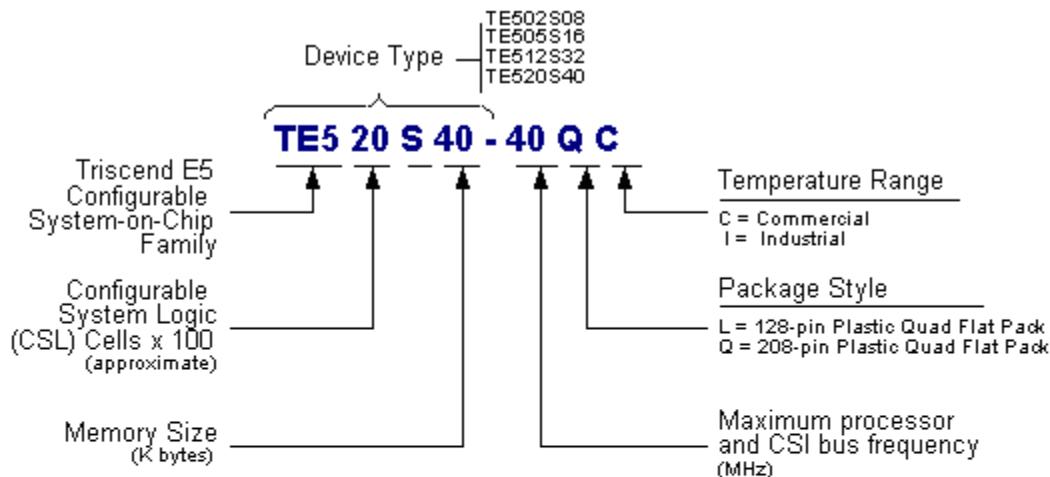 TE502S08
TE505S16
Device Type
TE512S32
TE520S40
TE5 20 S 40 - 40 Q C
Triscend E5
Configurable
System-on-Chip
Family
Temperature Range
C = Commercial
I = Industrial
Configurable
System Logic
(CSL) Cells x 100
(approximate)
Package Style
L = 128-pin Plastic Quad Flat Pack
Q = 208-pin Plastic Quad Flat Pack
Memory Size
(K bytes)
Maximum processor
and CSI bus frequency
(MHz)